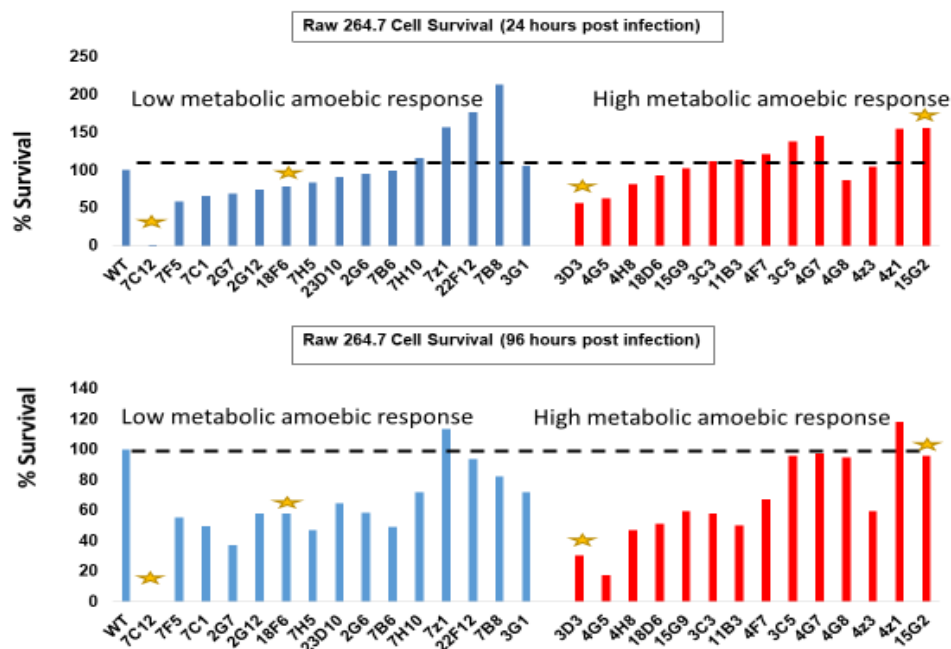 Raw 264.7 Cell Survival (24 hours post infection)
% Survival
250
200
150
100
50
0
Low metabolic amoebic response
High metabolic amoebic response
WT 7C12 7F5 7C1 2G7 2G12 18F6 7H5 23D10 2G6 7B6 7H10 7z1 22F12 7B8 3G1 3D3 4G5 4H8 18D6 15G9 3C3 11B3 4F7 3C5 4G7 4G8 4z3 4z1 15G2
Raw 264.7 Cell Survival (96 hours post infection)
% Survival
140
120
100
80
60
40
20
0
Low metabolic amoebic response
High metabolic amoebic response
WT 7C12 7F5 7C1 2G7 2G12 18F6 7H5 23D10 2G6 7B6 7H10 7z1 22F12 7B8 3G1 3D3 4G5 4H8 18D6 15G9 3C3 11B3 4F7 3C5 4G7 4G8 4z3 4z1 15G2